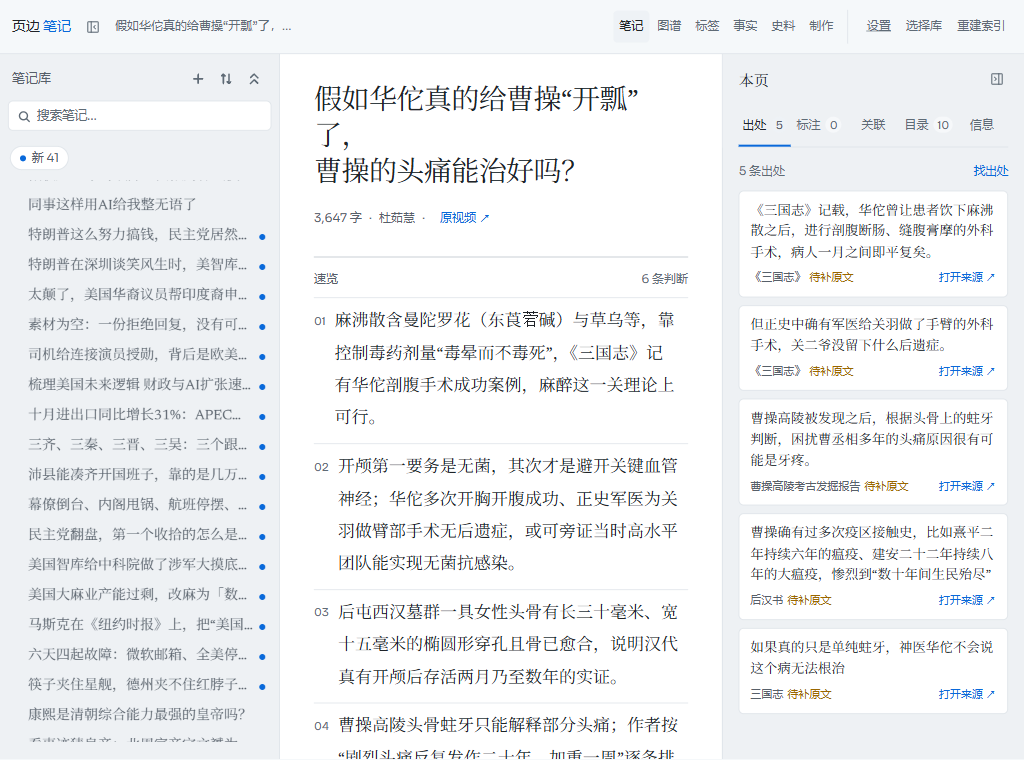 页边 笔记
假如华佗真的给曹操“开瓢”了，...
笔记 图谱 标签 事实 史料 制作 设置 选择库 重建索引
笔记库
搜索笔记...
新 41
同事这样用AI给我整无语了
特朗普这么努力搞钱，民主党居然...
特朗普在深圳谈笑风生时，美智库...
太颠了，美国华裔议员帮印度裔申...
素材为空：一份拒绝回复，没有可...
司机给连接演员授勋，背后是欧美...
梳理美国未来逻辑 财政与AI扩张速...
十月进出口同比增长31%：APEC...
三齐、三秦、三晋、三吴：三个跟...
沛县能凑齐开国班子，靠的是几万...
幕僚倒台、内阁甩锅、航班停摆、...
民主党翻盘，第一个收拾的怎么是...
美国智库给中科院做了涉军大摸底...
美国大麻业产能过剩，改麻为「数...
马斯克在《纽约时报》上，把“美国...
六天四起故障：微软邮箱、全美停...
筷子夹住星舰，德州夹不住红脖子...
康熙是清朝综合能力最强的皇帝吗?
假如华佗真的给曹操“开瓢”
了，
曹操的头痛能治好吗?
3,647 字 · 杜茹慧 · 原视频 ↗
速览 6 条判断
01 麻沸散含曼陀罗花（东莨菪碱）与草乌等，靠
控制毒药剂量“毒晕而不毒死”，《三国志》记
有华佗剖腹手术成功案例，麻醉这一关理论上
可行。
02 开颅第一要务是无菌，其次才是避开关键血管
神经；华佗多次开胸开腹成功、正史军医为关
羽做臂部手术无后遗症，或可旁证当时高水平
团队能实现无菌抗感染。
03 后屯西汉墓群一具女性头骨有长三十毫米、宽
十五毫米的椭圆形穿孔且骨已愈合，说明汉代
真有开颅后存活两月乃至数年的实证。
04 曹操高陵头骨蛀牙只能解释部分头痛；作者按
“剧烈头痛反复发作二十年、加重一周”逐条排
本页
出处 5 标注 0 关联 目录 10 信息
5 条出处 找出处
《三国志》记载，华佗曾让患者饮下麻沸
散之后，进行剖腹断肠、缝腹膏摩的外科
手术，病人一月之间即平复矣。
《三国志》 待补原文 打开来源 ↗
但正史中确有军医给关羽做了手臂的外科
手术，关二爷没留下什么后遗症。
《三国志》 待补原文 打开来源 ↗
曹操高陵被发现之后，根据头骨上的蛀牙
判断，困扰曹丞相多年的头痛原因很有可
能是牙疼。
曹操高陵考古发掘报告 待补原文 打开来源 ↗
曹操确有过多次疫区接触史，比如熹平二
年持续六年的瘟疫、建安二十二年持续八
年的大瘟疫，惨烈到“数十年间生民殆尽”
后汉书 待补原文 打开来源 ↗
如果真的只是单纯蛀牙，神医华佗不会说
这个病无法根治
三国志 待补原文 打开来源 ↗